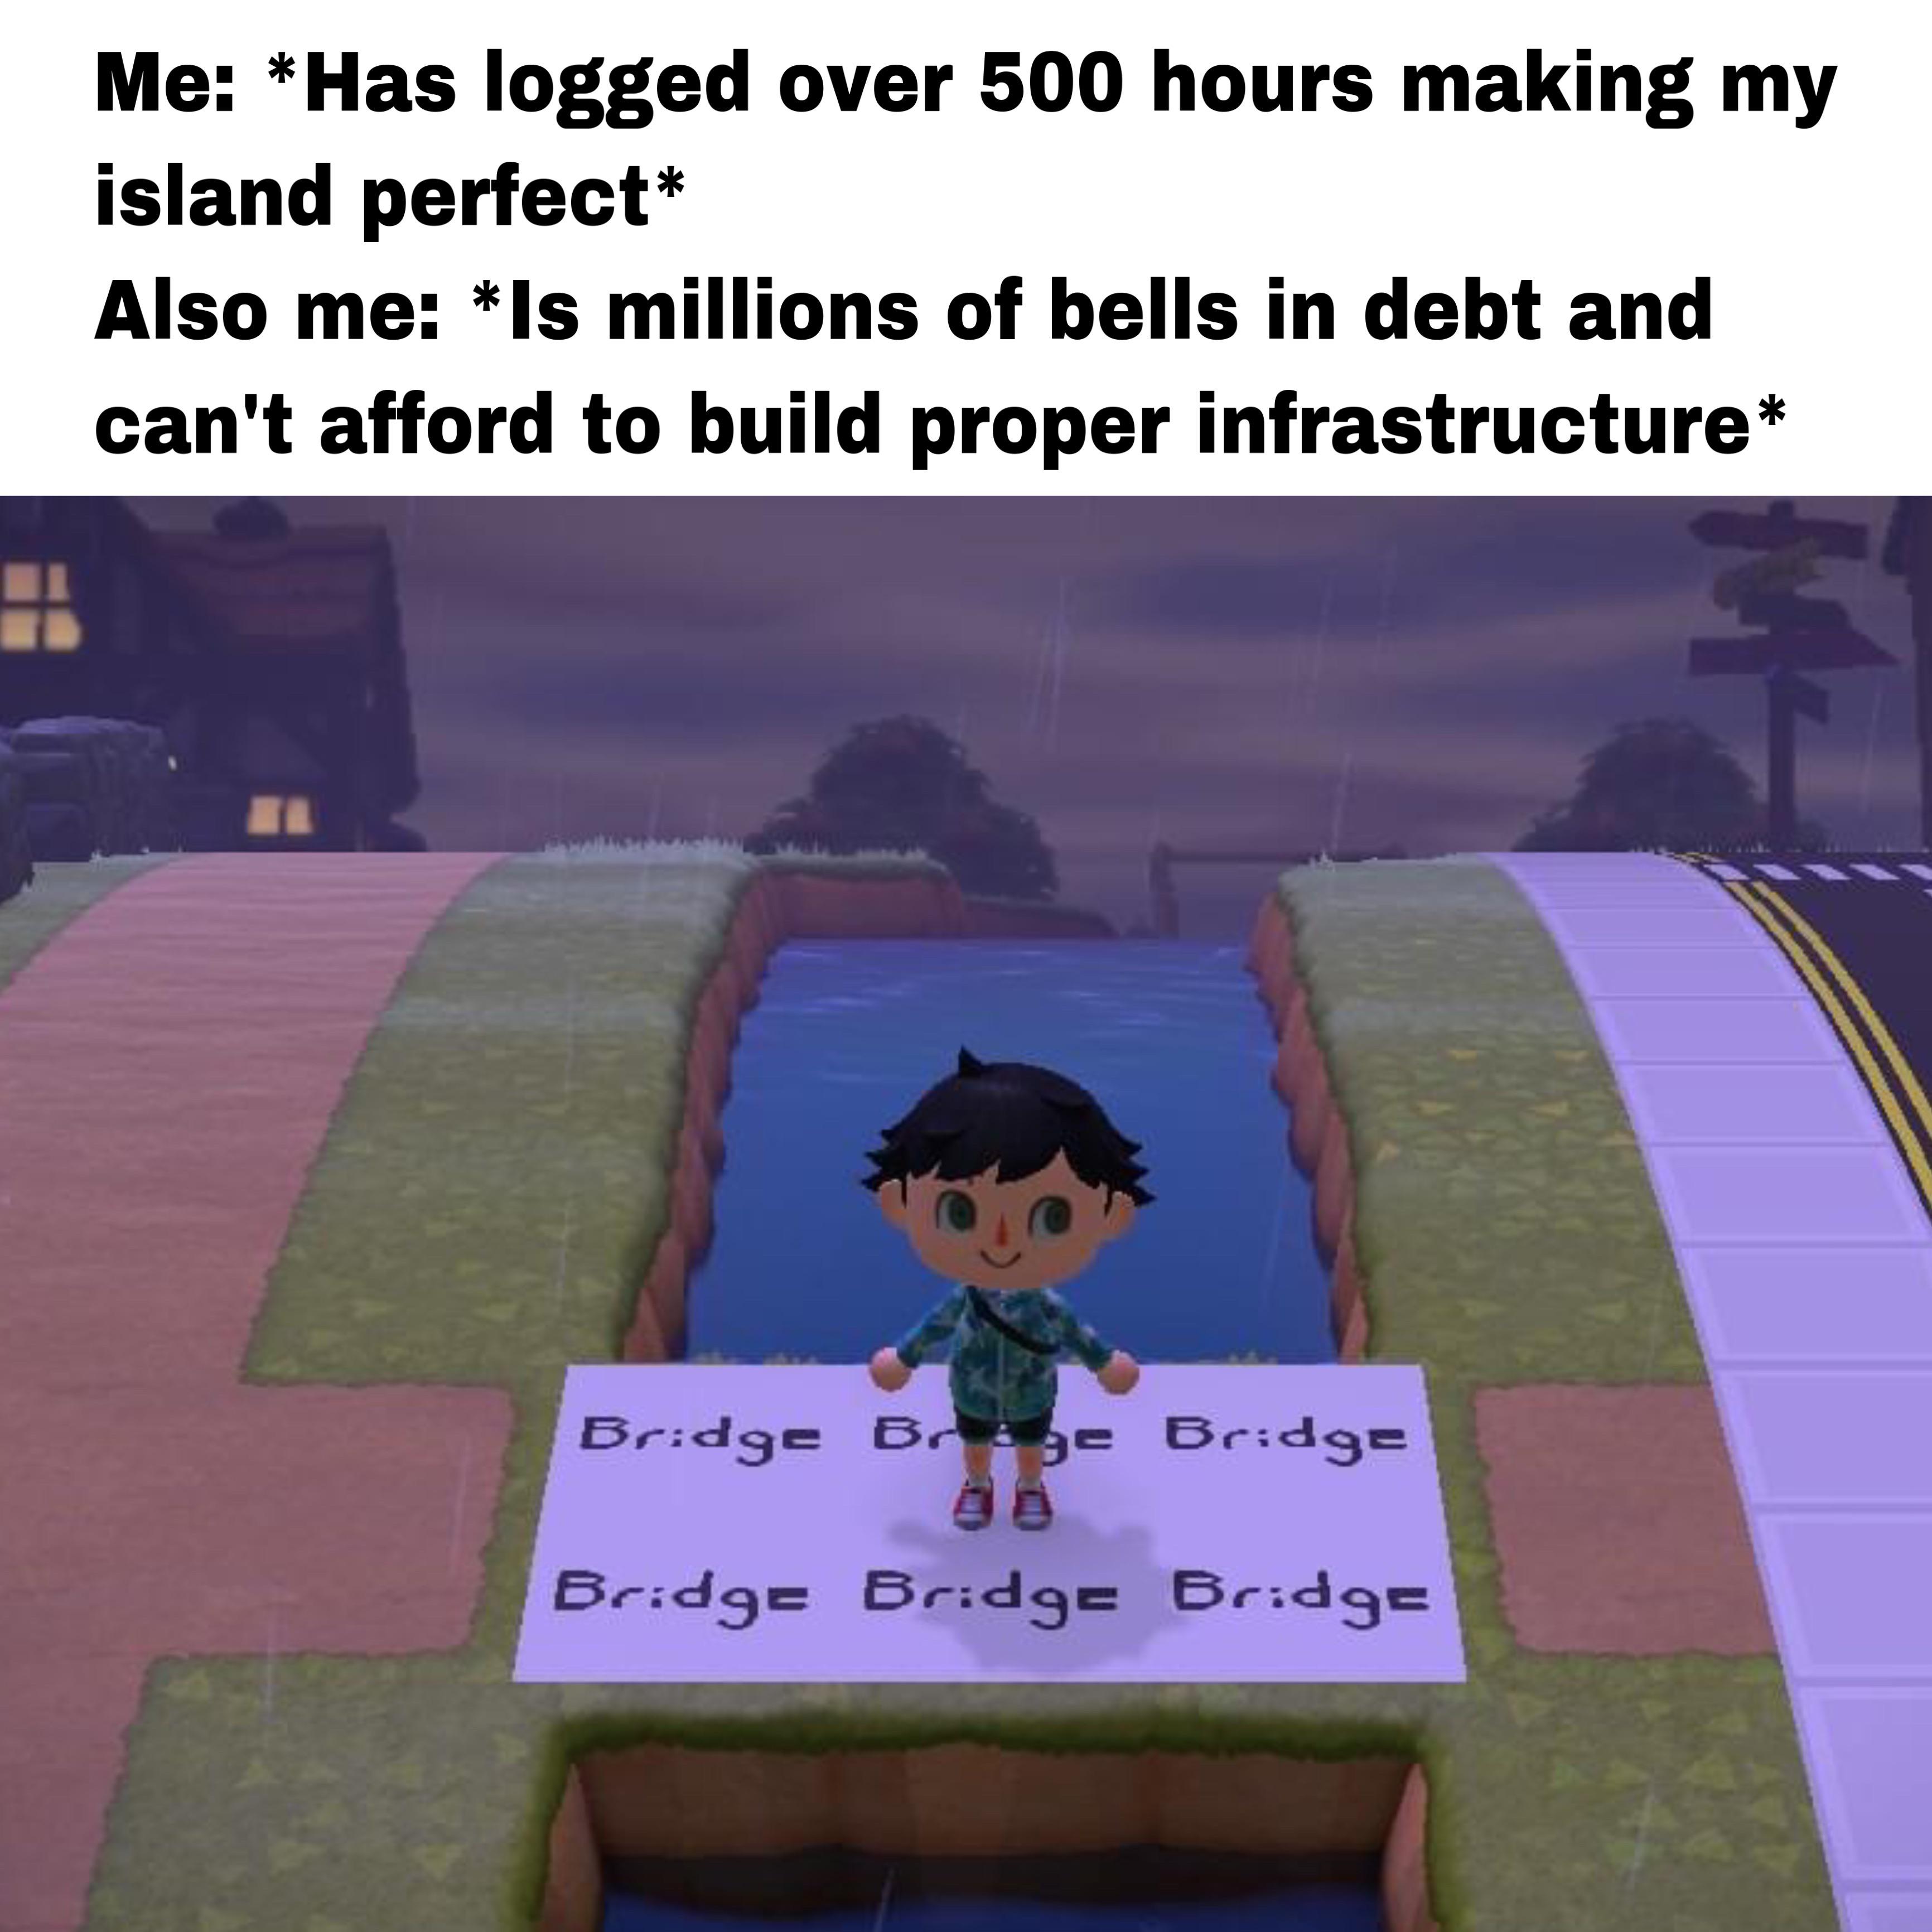 Me: *Has logged over 500 hours making my
island perfect*
Also me: *Is millions of bells in debt and
can't afford to build proper infrastructure*
Bridge Bridge Bridge
Bridge Bridge Bridge